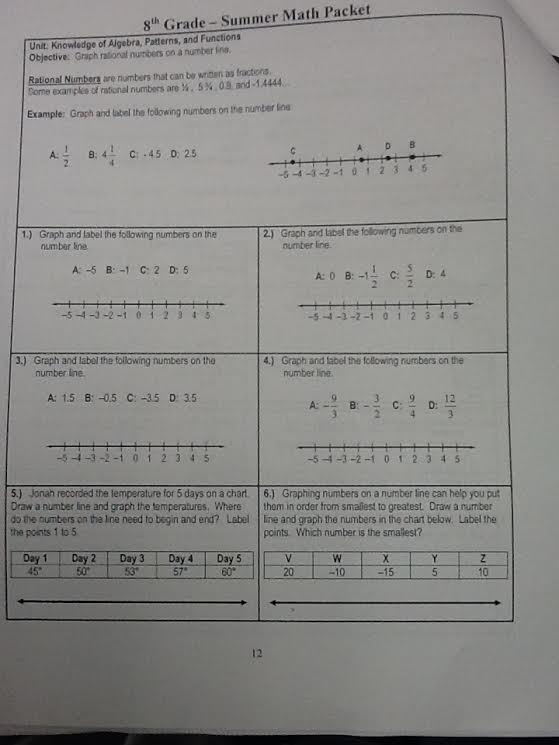 8th Grade – Summer Math Packet
Unit: Knowledge of Algebra, Patterns, and Functions
Objective: Graph rational numbers on a number line.
Rational Numbers are numbers that can be written as fractions.
Some examples of rational numbers are ¼, 5 ¾, 0.8, and -1.4444...
Example: Graph and label the following numbers on the number line
A: 1/2 B: 4 1/4 C: -4.5 D: 2.5
C A D B
-5 -4 -3 -2 -1 0 1 2 3 4 5
1.) Graph and label the following numbers on the
number line.
A: -5 B: -1 C: 2 D: 5
-5 -4 -3 -2 -1 0 1 2 3 4 5
2.) Graph and label the following numbers on the
number line.
A: 0 B: -1 1/2 C: 5/2 D: 4
-5 -4 -3 -2 -1 0 1 2 3 4 5
3.) Graph and label the following numbers on the
number line.
A: 1.5 B: -0.5 C: -3.5 D: 3.5
-5 -4 -3 -2 -1 0 1 2 3 4 5
4.) Graph and label the following numbers on the
number line.
A: -9/3 B: -3/2 C: 9/4 D: 12/3
-5 -4 -3 -2 -1 0 1 2 3 4 5
5.) Jonah recorded the temperature for 5 days on a chart.
Draw a number line and graph the temperatures. Where
do the numbers on the line need to begin and end? Label
the points 1 to 5.
Day 1 Day 2 Day 3 Day 4 Day 5
45° 50° 53° 57° 60°
6.) Graphing numbers on a number line can help you put
them in order from smallest to greatest. Draw a number
line and graph the numbers in the chart below. Label the
points. Which number is the smallest?
V W X Y Z
20 -10 -15 5 10
12